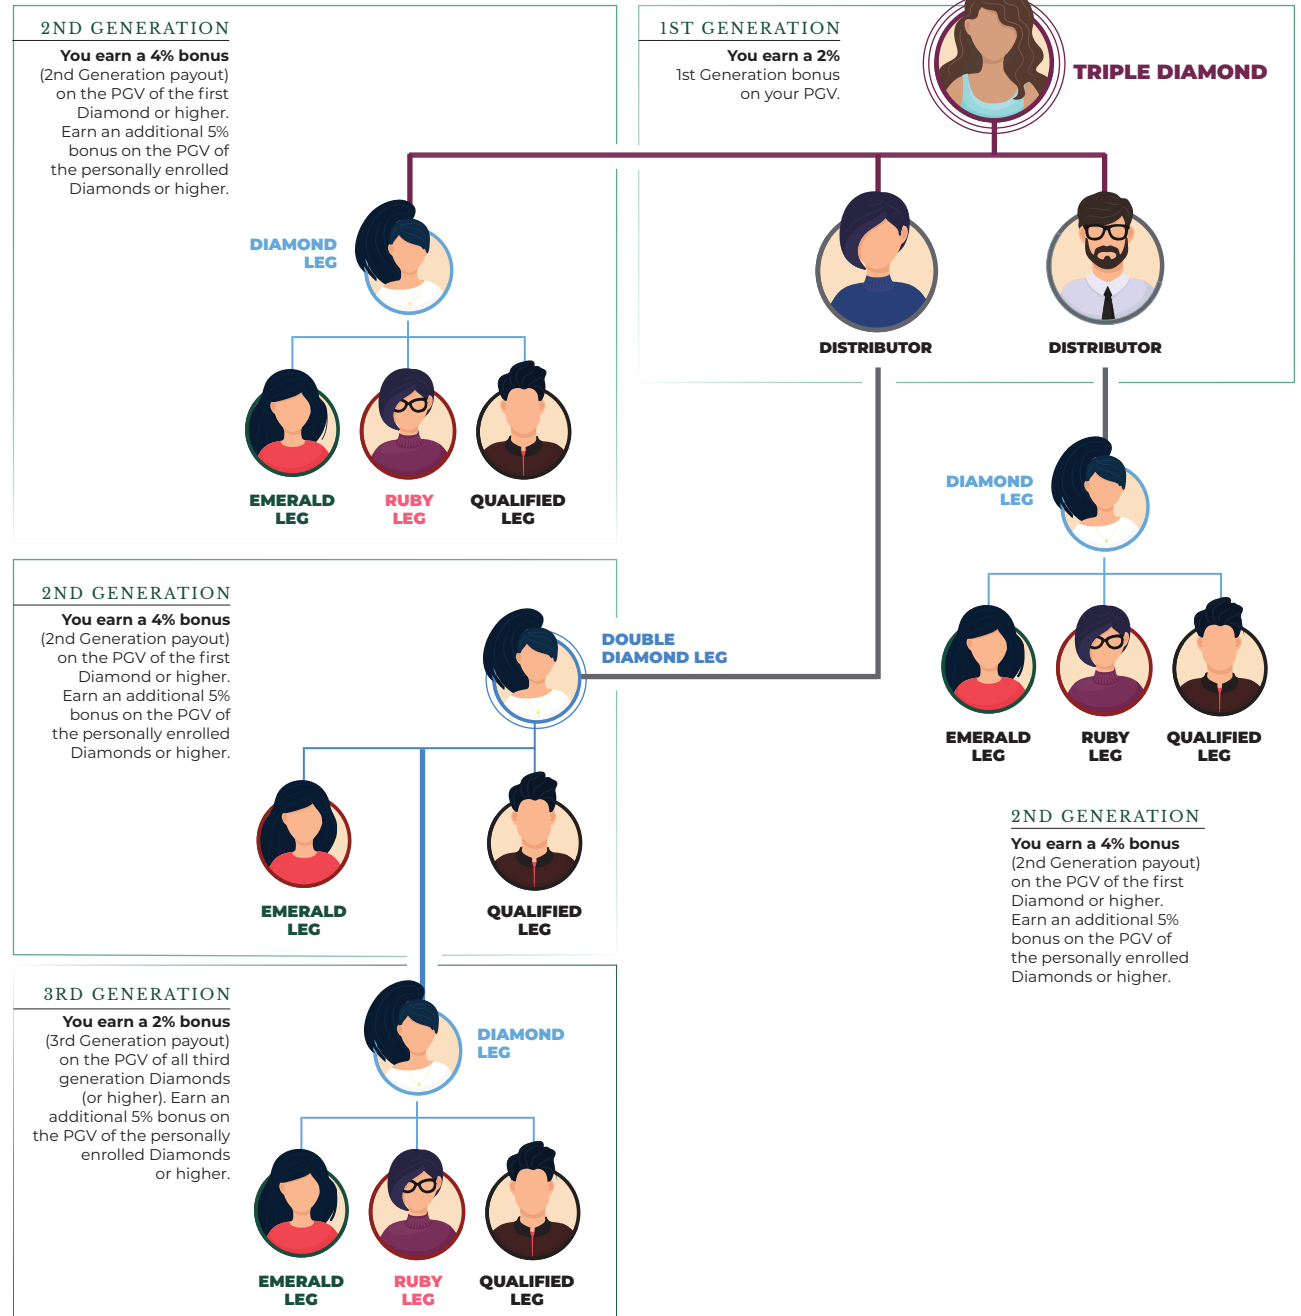 2ND GENERATION
You earn a 4% bonus
(2nd Generation payout)
on the PGV of the first
Diamond or higher.
Earn an additional 5%
bonus on the PGV of
the personally enrolled
Diamonds or higher.
1ST GENERATION
You earn a 2%
1st Generation bonus
on your PGV.
TRIPLE DIAMOND
DIAMOND
LEG
EMERALD
LEG
RUBY
LEG
QUALIFIED
LEG
DISTRIBUTOR
DISTRIBUTOR
DIAMOND
LEG
EMERALD
LEG
RUBY
LEG
QUALIFIED
LEG
2ND GENERATION
You earn a 4% bonus
(2nd Generation payout)
on the PGV of the first
Diamond or higher.
Earn an additional 5%
bonus on the PGV of
the personally enrolled
Diamonds or higher.
2ND GENERATION
You earn a 4% bonus
(2nd Generation payout)
on the PGV of the first
Diamond or higher.
Earn an additional 5%
bonus on the PGV of
the personally enrolled
Diamonds or higher.
DOUBLE
DIAMOND LEG
EMERALD
LEG
QUALIFIED
LEG
3RD GENERATION
You earn a 2% bonus
(3rd Generation payout)
on the PGV of all third
generation Diamonds
(or higher). Earn an
additional 5% bonus on
the PGV of the personally
enrolled Diamonds
or higher.
DIAMOND
LEG
EMERALD
LEG
RUBY
LEG
QUALIFIED
LEG